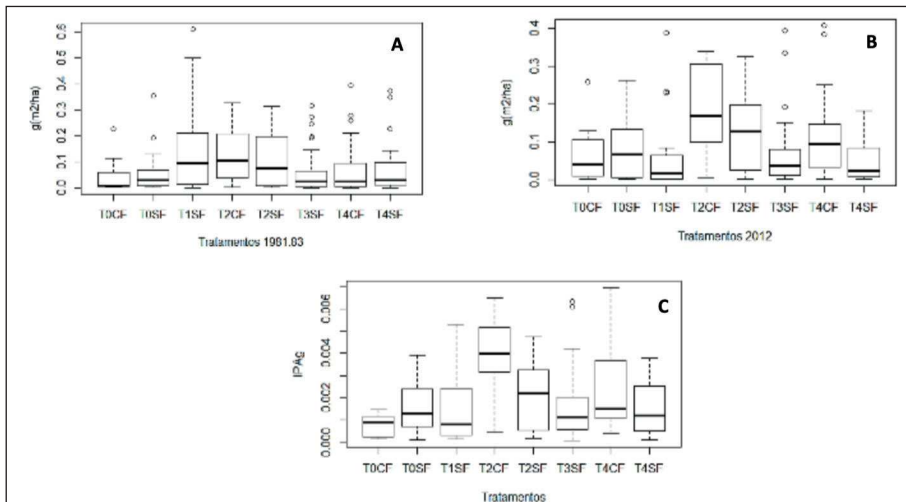 A
g(m2/ha)
0.6
0.5
0.4
0.3
0.2
0.1
0.0
T0CF T0SF T1SF T2CF T2SF T3SF T4CF T4SF
Tratamentos 1981.83
B
g(m2/ha)
0.4
0.3
0.2
0.1
0.0
T0CF T0SF T1SF T2CF T2SF T3SF T4CF T4SF
Tratamentos 2012
C
IPAg
0.006
0.004
0.002
0.000
T0CF T0SF T1SF T2CF T2SF T3SF T4CF T4SF
Tratamentos